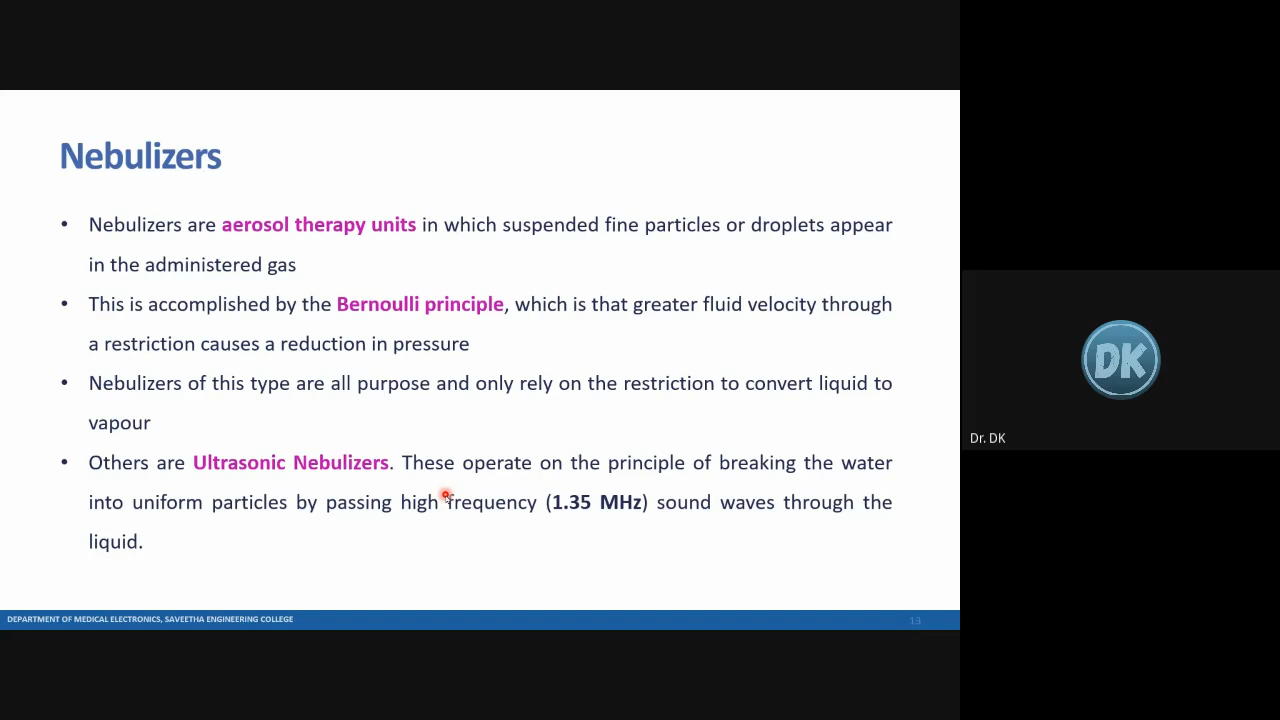 Nebulizers
• Nebulizers are aerosol therapy units in which suspended fine particles or droplets appear
in the administered gas
• This is accomplished by the Bernoulli principle, which is that greater fluid velocity through
a restriction causes a reduction in pressure
• Nebulizers of this type are all purpose and only rely on the restriction to convert liquid to
vapour
• Others are Ultrasonic Nebulizers. These operate on the principle of breaking the water
into uniform particles by passing high frequency (1.35 MHz) sound waves through the
liquid.
DEPARTMENT OF MEDICAL ELECTRONICS, SAVEETHA ENGINEERING COLLEGE
13
DK
Dr. DK